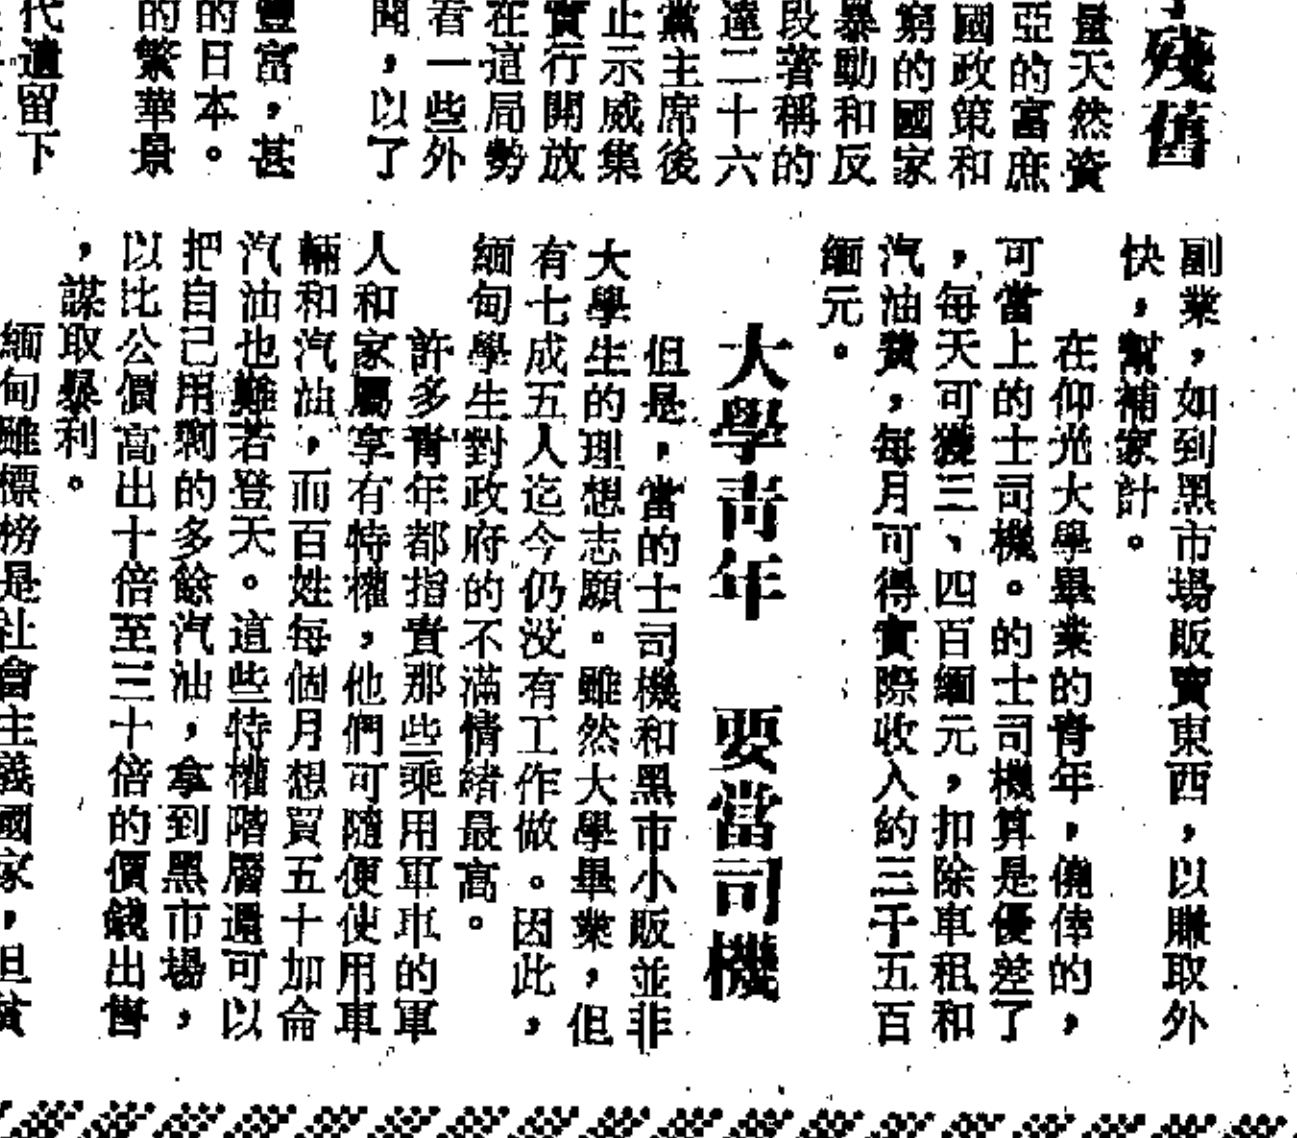 殘舊
量天然資
亞的富庶
國政策和
窮的國家
暴動和反
段著稱的
達二十六
黨主席後
止示威集
實行開放
在這局勢
看一些外
聞，以了
豐富，甚
的日本。
的繁華景
代遺留下
副業，如到黑市場販賣東西，以賺取外
快，幫補家計。
在仰光大學畢業的青年，僥倖的，
可當上的士司機。的士司機算是優差了
，每天可獲三、四百緬元，扣除車租和
汽油費，每月可得實際收入約三千五百
緬元。
大學青年　要當司機
但是，當的士司機和黑市小販並非
大學生的理想志願。雖然大學畢業，但
有七成五人迄今仍没有工作做。因此，
緬甸學生對政府的不滿情緒最高。
許多青年都指責那些乘用軍車的軍
人和家屬享有特權，他們可隨便使用車
輛和汽油，而百姓每個月想買五十加侖
汽油也難若登天。這些特權階層還可以
把自己用剩的多餘汽油，拿到黑市場，
以比公價高出十倍至三十倍的價錢出售
，謀取暴利。
緬甸雖標榜是社會主義國家，但貧